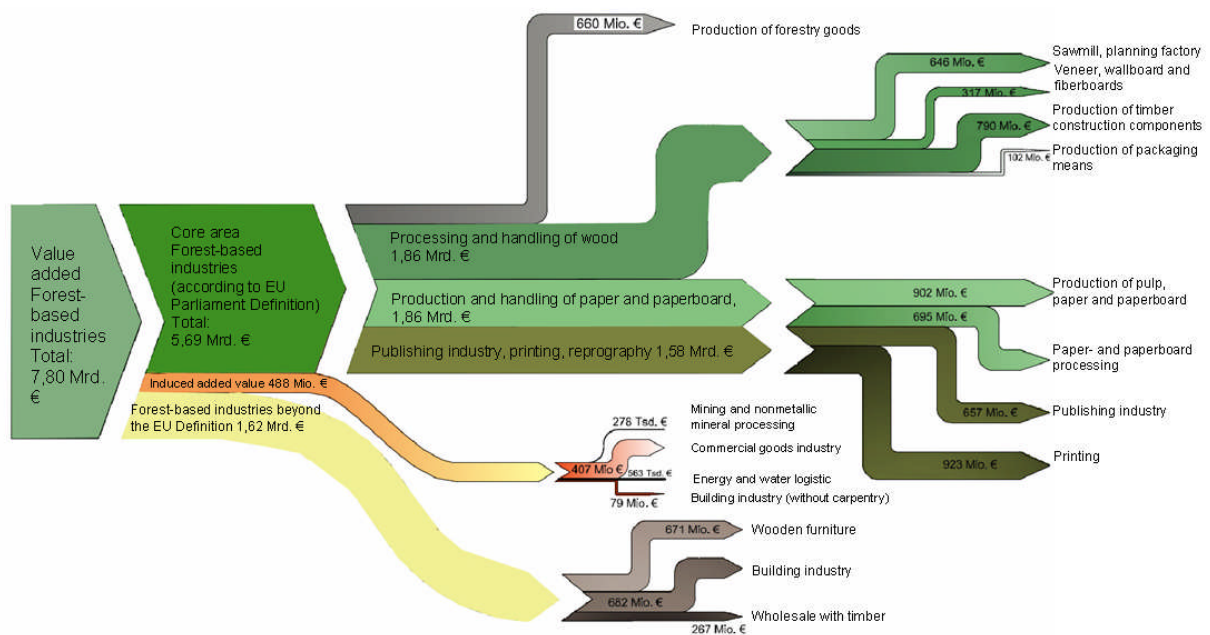 660 Mio. €
Production of forestry goods
Sawmill, planning factory
646 Mio. €
Veneer, wallboard and
fiberboards
317 Mio. €
Production of timber
construction components
790 Mio. €
Production of packaging
means
102 Mio. €
Value
added
Forest-
based
industries
Total:
7,80 Mrd.
€
Core area
Forest-based
industries
(according to EU
Parliament Definition)
Total:
5,69 Mrd. €
Processing and handling of wood
1,86 Mrd. €
Production and handling of paper and paperboard,
1,86 Mrd. €
Publishing industry, printing, reprography 1,58 Mrd. €
902 Mio. €
Production of pulp,
paper and paperboard
695 Mio. €
Paper- and paperboard
processing
657 Mio. €
Publishing industry
923 Mio. €
Printing
Induced added value 488 Mio. €
Forest-based industries beyond
the EU Definition 1,62 Mrd. €
278 Tsd. €
Mining and nonmetallic
mineral processing
407 Mio €
Commercial goods industry
563 Tsd. €
Energy and water logistic
79 Mio. €
Building industry (without carpentry)
671 Mio. €
Wooden furniture
682 Mio. €
Building industry
267 Mio. €
Wholesale with timber